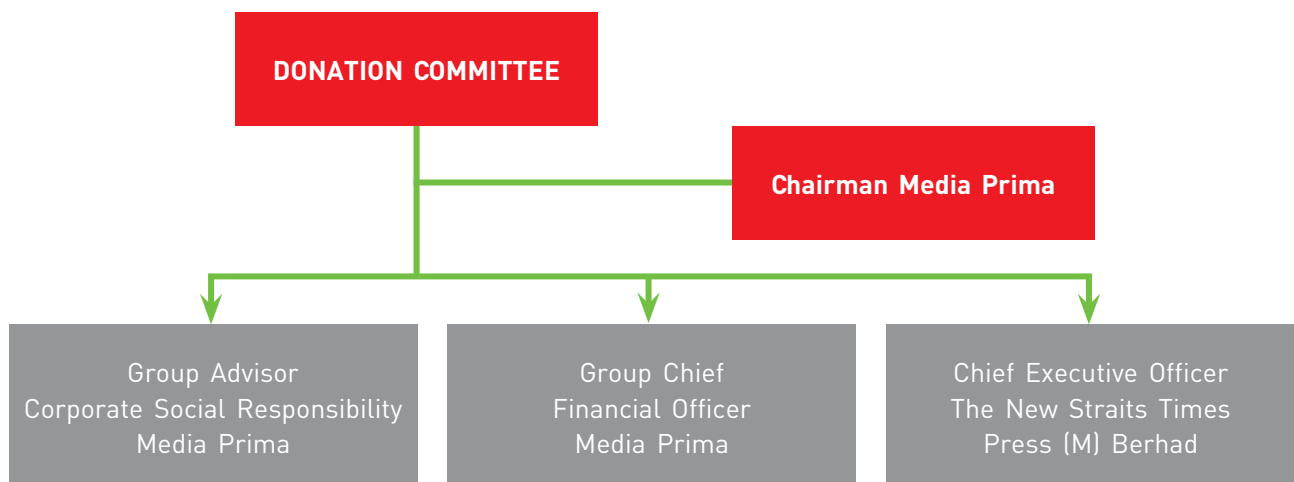 DONATION COMMITTEE
Chairman Media Prima
Group Advisor
Corporate Social Responsibility
Media Prima
Group Chief
Financial Officer
Media Prima
Chief Executive Officer
The New Straits Times
Press (M) Berhad